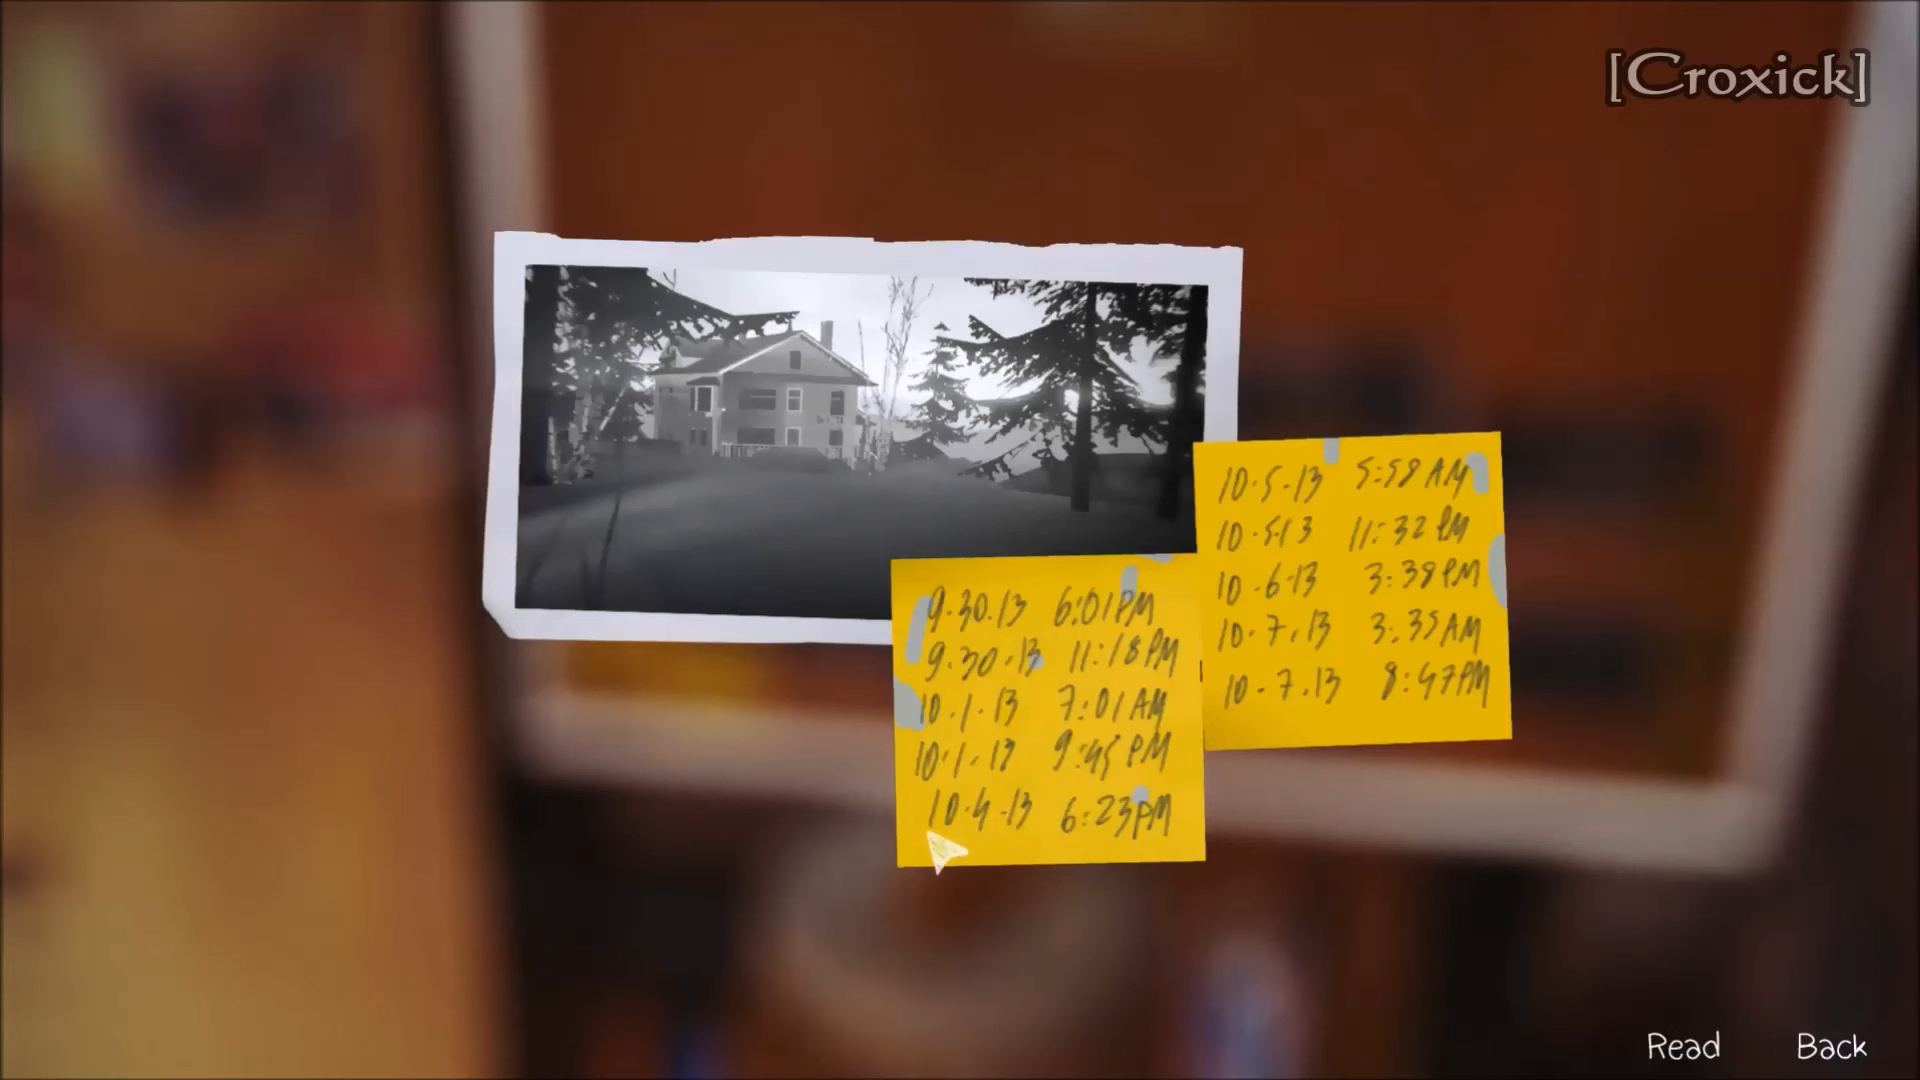 [Croxick]
9.30.13 6:01PM
9.30.13 11:18PM
10.1.13 7:01AM
10.1.13 9:45PM
10.4.13 6:23PM
10.5.13 5:58AM
10.5.13 11:32PM
10.6.13 3:38PM
10.7.13 3:35AM
10.7.13 8:47PM
Read Back